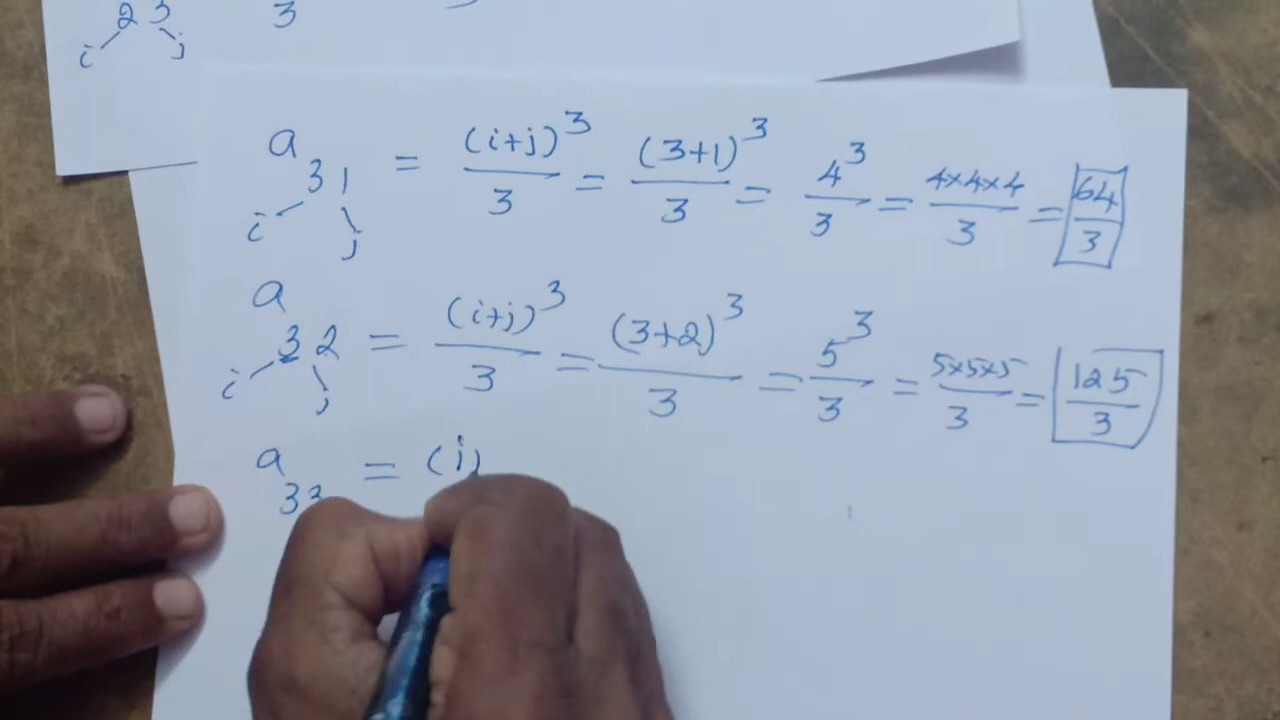 23 3
i j
a31 = (i+j)^3/3 = (3+1)^3/3 = 4^3/3 = 4×4×4/3 = 64/3
i j
a32 = (i+j)^3/3 = (3+2)^3/3 = 5^3/3 = 5×5×5/3 = 125/3
i j
a33 = (i